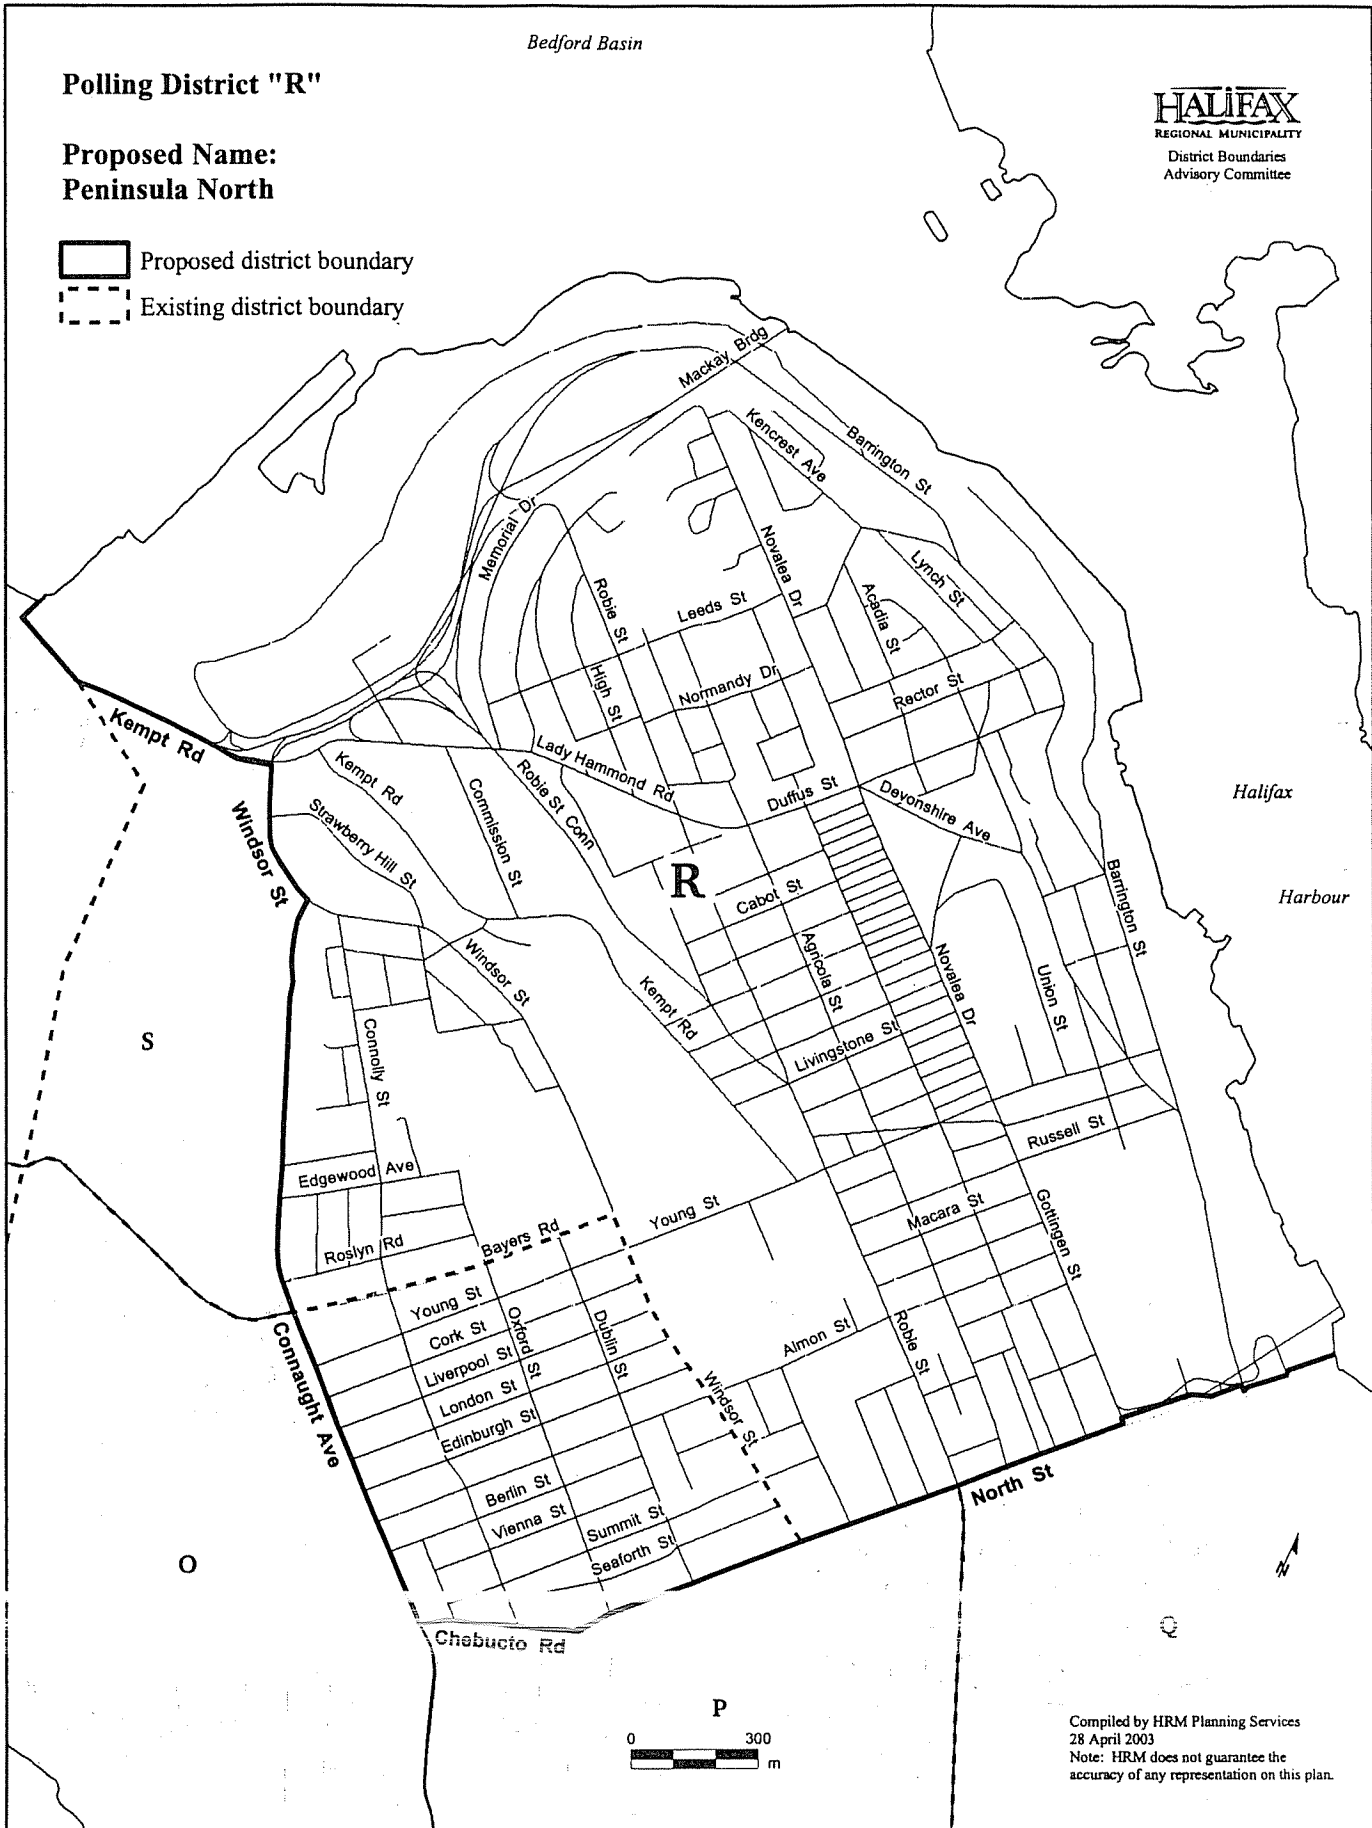 Bedford Basin
Polling District "R"
Proposed Name:
Peninsula North
Proposed district boundary
Existing district boundary
HALIFAX
REGIONAL MUNICIPALITY
District Boundaries
Advisory Committee
Mackay Brdg
Kencrest Ave
Barrington St
Memorial Dr
Novalea Dr
Lynch St
Robie St
Leeds St
Acadia St
High St
Normandy Dr
Rector St
Kempt Rd
Lady Hammond Rd
Kempt Rd
Robie St Conn
Commission St
Duffus St
Devonshire Ave
Halifax
Strawberry Hill St
Windsor St
R
Cabot St
Barrington St
Harbour
Agricola St
Windsor St
Novalea Dr
Union St
Kempt Rd
S
Connolly St
Livingstone St
Russell St
Edgewood Ave
Young St
Macara St
Gottingen St
Roslyn Rd
Bayers Rd
Young St
Oxford St
Dublin St
Cork St
Almon St
Robie St
Connaught Ave
Liverpool St
London St
Windsor St
Edinburgh St
Berlin St
North St
Vienna St
Summit St
Seaforth St
O
N
Q
Chebucto Rd
P
0 300
m
Compiled by HRM Planning Services
28 April 2003
Note: HRM does not guarantee the
accuracy of any representation on this plan.